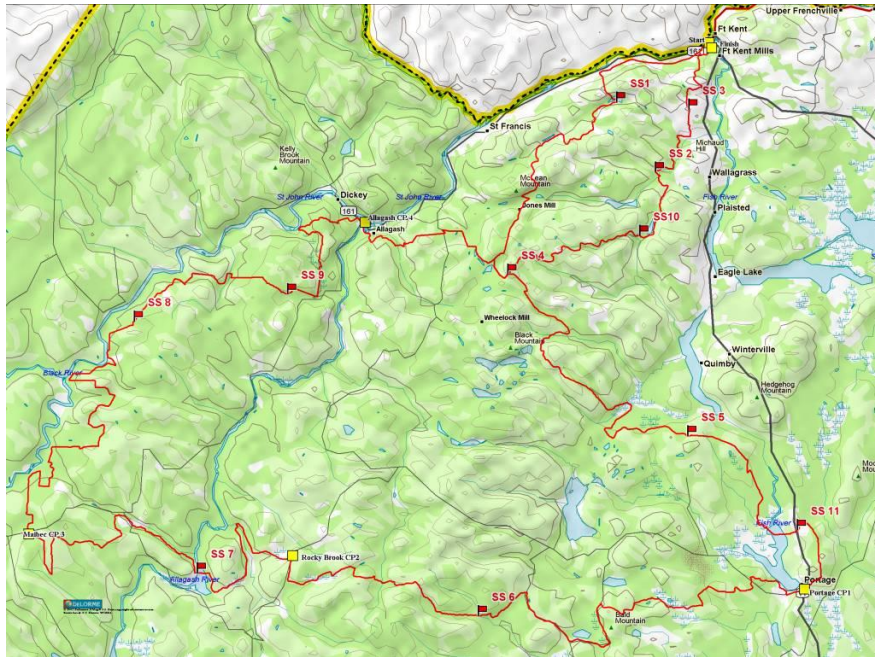 Upper Frenchville
Ft Kent
Start
Finish
161
Ft Kent Mills
SS1
SS 3
St Francis
Michaud
Hill
Kelly
Brook
Mountain
SS 2
Wallagrass
McLean
Mountain
Dickey
St John River
St John River
Fish River
161
Jones Mill
Plaisted
Allagash CP 4
Allagash
SS10
SS 4
Eagle Lake
SS 9
SS 8
Wheelock Mill
Black
Mountain
Winterville
Quimby
Black River
Hedgehog
Mountain
SS 5
SS 11
Fish River
Maibec CP 3
Rocky Brook CP2
SS 7
Allagash River
Portage
Portage CP1
SS 6
Bald
Mountain
DELORME